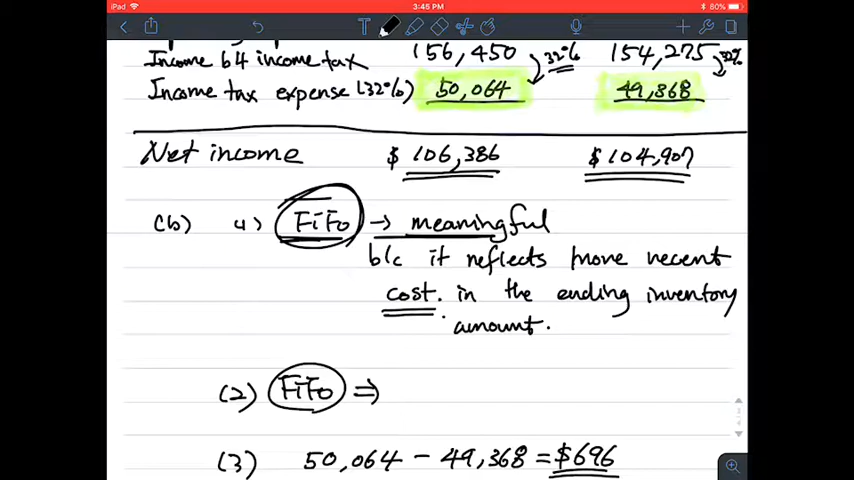 iPad 3:45 PM 80%
Income b4 income tax 156,450 32% 154,275 32%
Income tax expense (32%) 50,064 49,368
Net income $ 106,386 $ 104,907
(b) (1) FiFo → meaningful
b/c it reflects more recent
cost. in the ending inventory
amount.
(2) FiFo ⇒
(3) 50,064 - 49,368 = $696